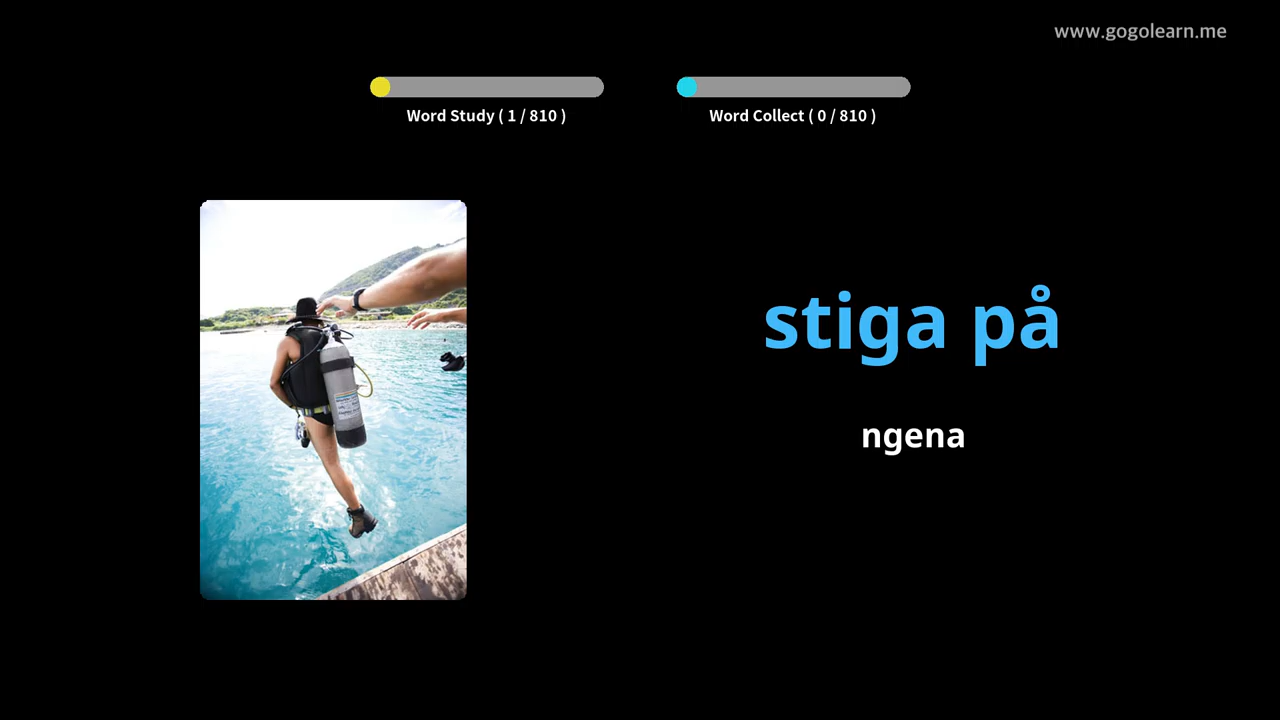 www.gogolearn.me
Word Study ( 1 / 810 )
Word Collect ( 0 / 810 )
stiga på
ngena